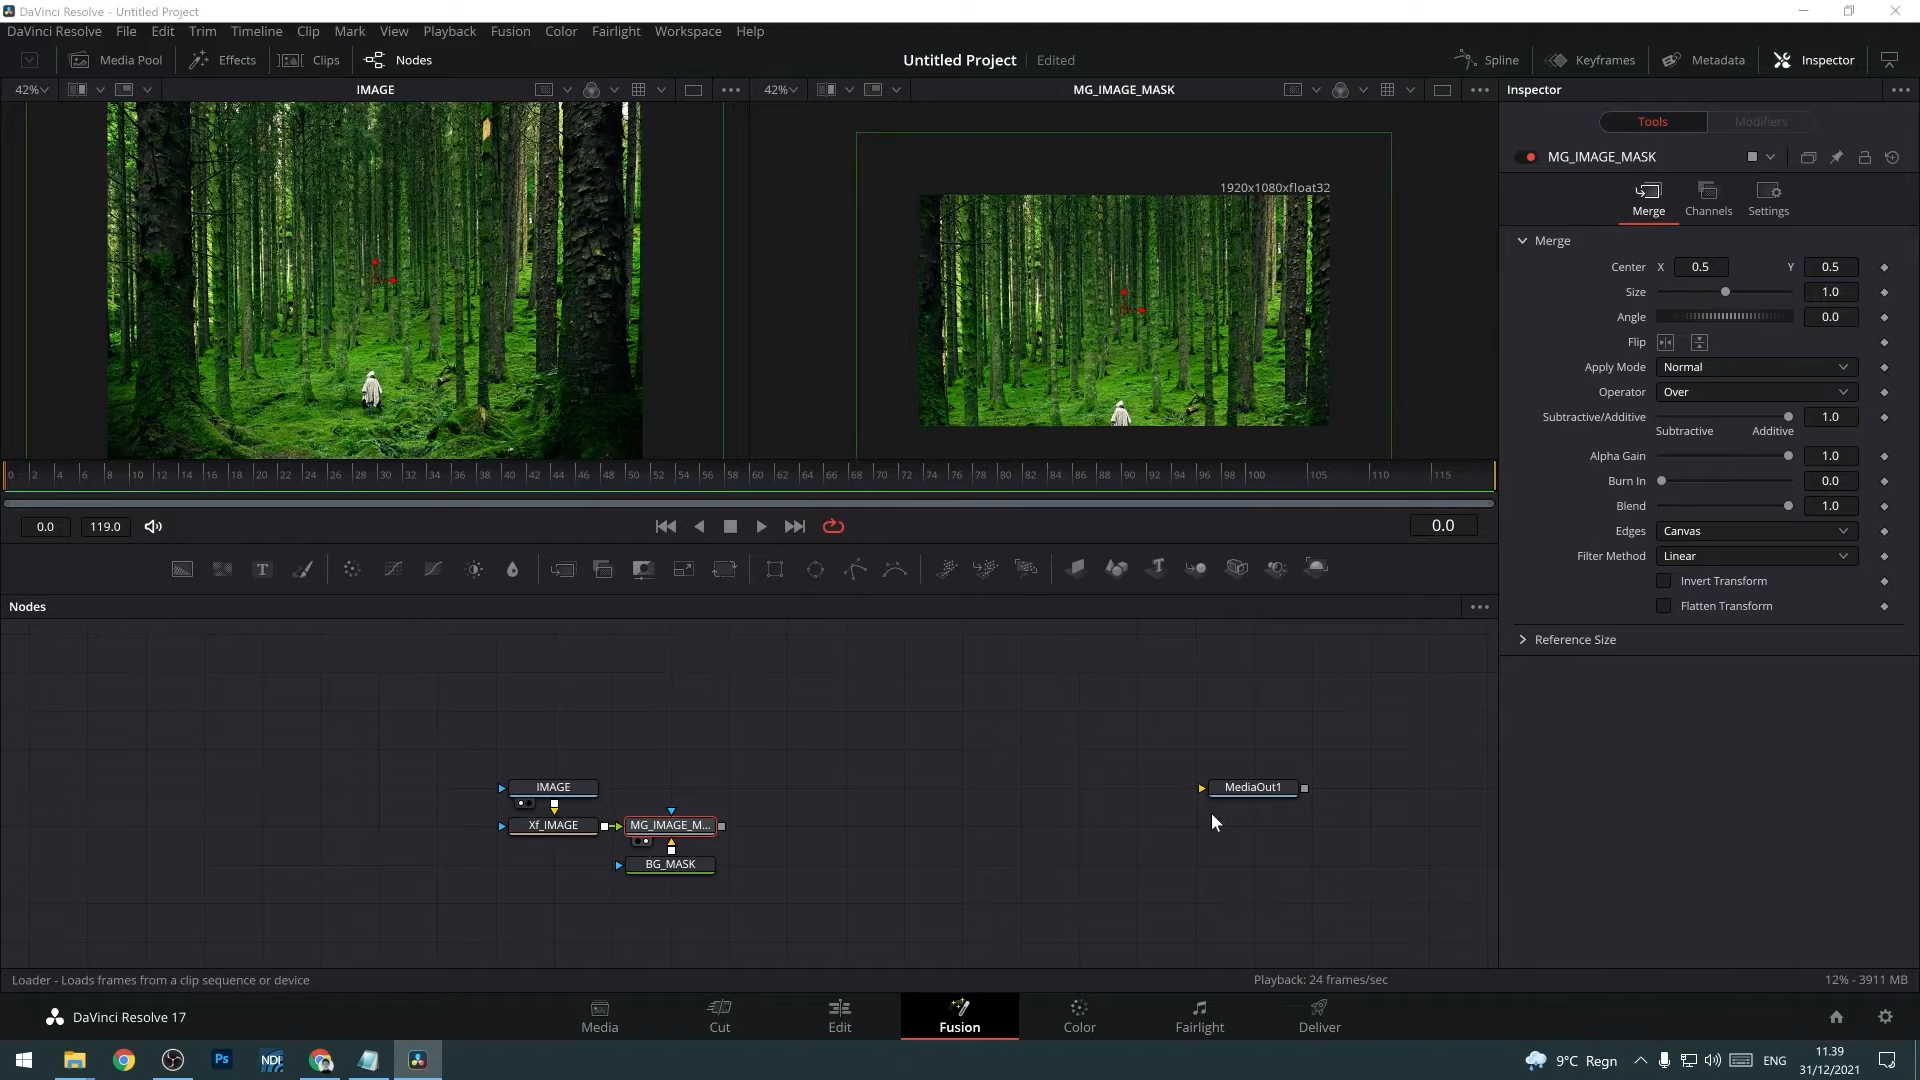 DaVinci Resolve - Untitled Project
DaVinci Resolve File Edit Trim Timeline Clip Mark View Playback Fusion Color Fairlight Workspace Help
Media Pool Effects Clips Nodes Untitled Project Edited Spline Keyframes Metadata Inspector
42% IMAGE 42% MG_IMAGE_MASK Inspector
Tools Modifiers
MG_IMAGE_MASK
1920x1080xfloat32
Merge Channels Settings
Merge
Center X 0.5 Y 0.5
Size 1.0
Angle 0.0
Flip
Apply Mode Normal
Operator Over
Subtractive/Additive 1.0
Subtractive Additive
Alpha Gain 1.0
Burn In 0.0
Blend 1.0
Edges Canvas
Filter Method Linear
Invert Transform
Flatten Transform
Reference Size
0 2 4 6 8 10 12 14 16 18 20 22 24 26 28 30 32 34 36 38 40 42 44 46 48 50 52 54 56 58 60 62 64 66 68 70 72 74 76 78 80 82 84 86 88 90 92 94 96 98 100 105 110 115
0.0 119.0 0.0
Nodes
IMAGE MediaOut1
Xf_IMAGE MG_IMAGE_M...
BG_MASK
Loader - Loads frames from a clip sequence or device Playback: 24 frames/sec 12% - 3911 MB
DaVinci Resolve 17 Media Cut Edit Fusion Color Fairlight Deliver
Ps NDI 9°C Regn ENG 11.39
31/12/2021